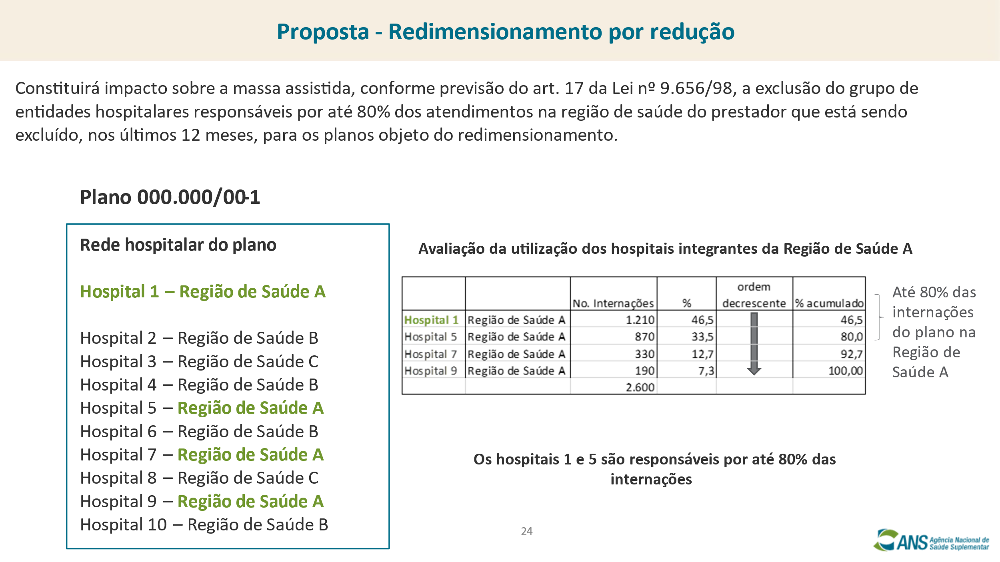 Proposta - Redimensionamento por redução
Constituirá impacto sobre a massa assistida, conforme previsão do art. 17 da Lei nº 9.656/98, a exclusão do grupo de
entidades hospitalares responsáveis por até 80% dos atendimentos na região de saúde do prestador que está sendo
excluído, nos últimos 12 meses, para os planos objeto do redimensionamento.
Plano 000.000/00-1
Rede hospitalar do plano
Hospital 1 – Região de Saúde A
Hospital 2 – Região de Saúde B
Hospital 3 – Região de Saúde C
Hospital 4 – Região de Saúde B
Hospital 5 – Região de Saúde A
Hospital 6 – Região de Saúde B
Hospital 7 – Região de Saúde A
Hospital 8 – Região de Saúde C
Hospital 9 – Região de Saúde A
Hospital 10 – Região de Saúde B
Avaliação da utilização dos hospitais integrantes da Região de Saúde A
No. Internações % ordem decrescente % acumulado
Hospital 1 Região de Saúde A 1.210 46,5 46,5
Hospital 5 Região de Saúde A 870 33,5 80,0
Hospital 7 Região de Saúde A 330 12,7 92,7
Hospital 9 Região de Saúde A 190 7,3 100,00
2.600
Até 80% das
internações
do plano na
Região de
Saúde A
Os hospitais 1 e 5 são responsáveis por até 80% das
internações
24
ANS Agência Nacional de
Saúde Suplementar